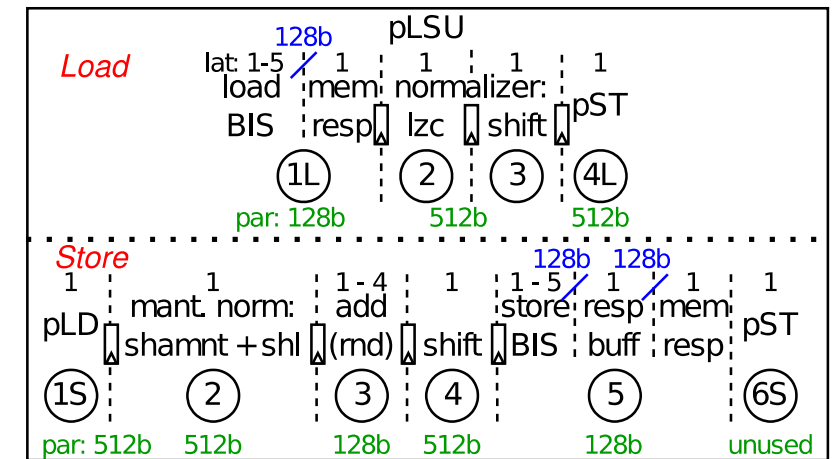 pLSU
128b
Load
lat: 1-5 1 1 1 1
load mem normalizer: pST
BIS resp lzc shift
1L 2 3 4L
par: 128b 512b 512b
Store
128b 128b
1 1 1-4 1 1-5 1 1 1
pLD mant. norm: add store resp mem pST
shamnt + shl (rnd) shift BIS buff resp
1S 2 3 4 5 6S
par: 512b 512b 128b 512b 128b unused